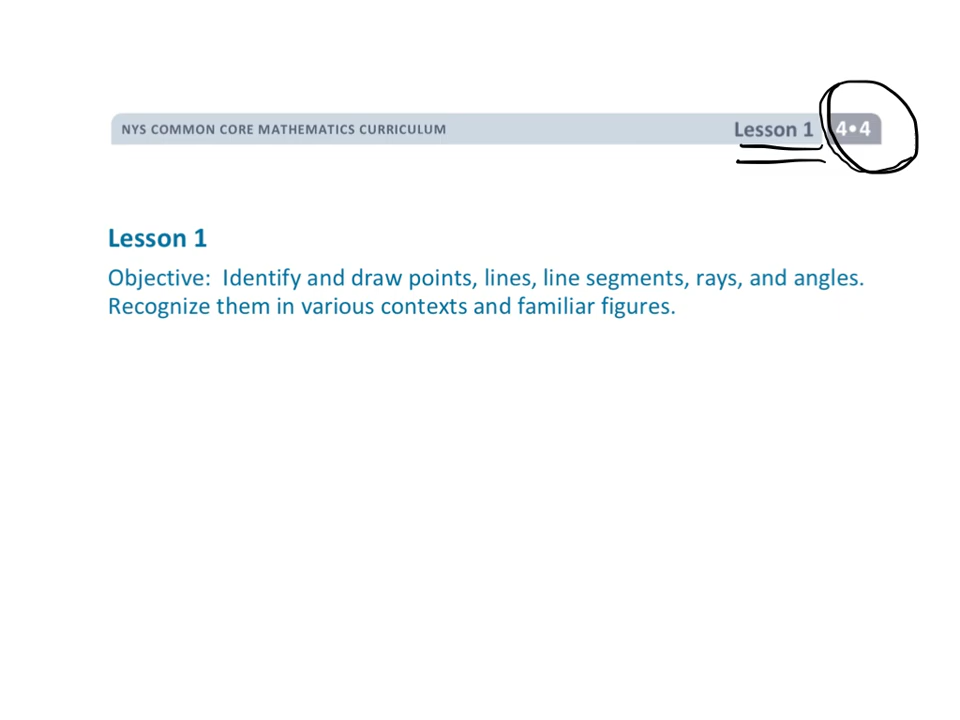 NYS COMMON CORE MATHEMATICS CURRICULUM Lesson 1 4•4
Lesson 1
Objective: Identify and draw points, lines, line segments, rays, and angles.
Recognize them in various contexts and familiar figures.